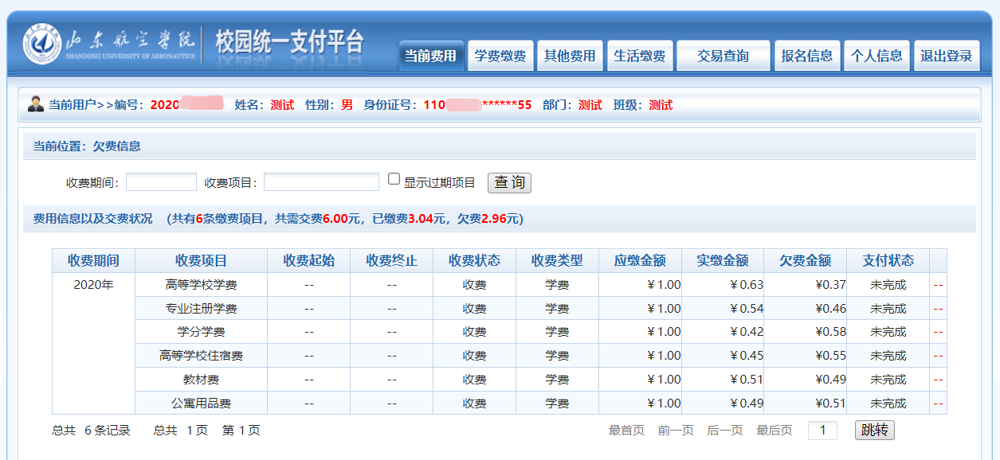 山东航空学院 校园统一支付平台
SHANDONG UNIVERSITY OF AERONAUTICS
当前费用 学费缴费 其他费用 生活缴费 交易查询 报名信息 个人信息 退出登录
当前用户>>编号：2020 姓名：测试 性别：男 身份证号：110******55 部门：测试 班级：测试
当前位置：欠费信息
收费期间： 收费项目： 显示过期项目 查 询
费用信息以及交费状况 (共有6条缴费项目，共需交费6.00元，已缴费3.04元，欠费2.96元)
收费期间 收费项目 收费起始 收费终止 收费状态 收费类型 应缴金额 实缴金额 欠费金额 支付状态
2020年 高等学校学费 -- -- 收费 学费 ￥1.00 ￥0.63 ¥0.37 未完成 --
专业注册学费 -- -- 收费 学费 ￥1.00 ￥0.54 ¥0.46 未完成 --
学分学费 -- -- 收费 学费 ￥1.00 ￥0.42 ¥0.58 未完成 --
高等学校住宿费 -- -- 收费 学费 ￥1.00 ￥0.45 ¥0.55 未完成 --
教材费 -- -- 收费 学费 ￥1.00 ￥0.51 ¥0.49 未完成 --
公寓用品费 -- -- 收费 学费 ￥1.00 ￥0.49 ¥0.51 未完成 --
总共 6 条记录 总共 1 页 第 1 页 最首页 前一页 后一页 最后页 1 跳转